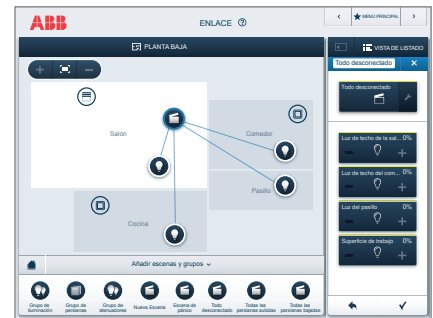 ABB
ENLACE ?
MENÚ PRINCIPAL
PLANTA BAJA
VISTA DE LISTADO
Todo desconectado
Todo desconectado
Salón
Comedor
Pasillo
Cocina
Luz de techo de la sal... 0%
Luz de techo del com... 0%
Luz del pasillo 0%
Superficie de trabajo 0%
Añadir escenas y grupos
Grupo de iluminación
Grupo de persianas
Grupo de atenuadores
Nueva Escena
Escena de pánico
Todo desconectado
Todas las persianas subidas
Todas las persianas bajadas